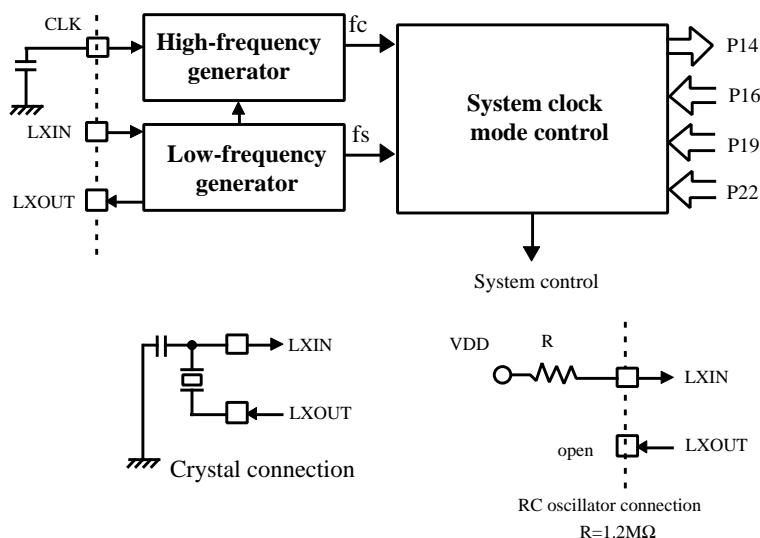 CLK
High-frequency
generator
fc
P14
System clock
mode control
P16
LXIN
fs
P19
Low-frequency
generator
LXOUT
P22
System control
LXIN
LXOUT
Crystal connection
VDD
R
LXIN
open
LXOUT
RC oscillator connection
R=1.2MΩ